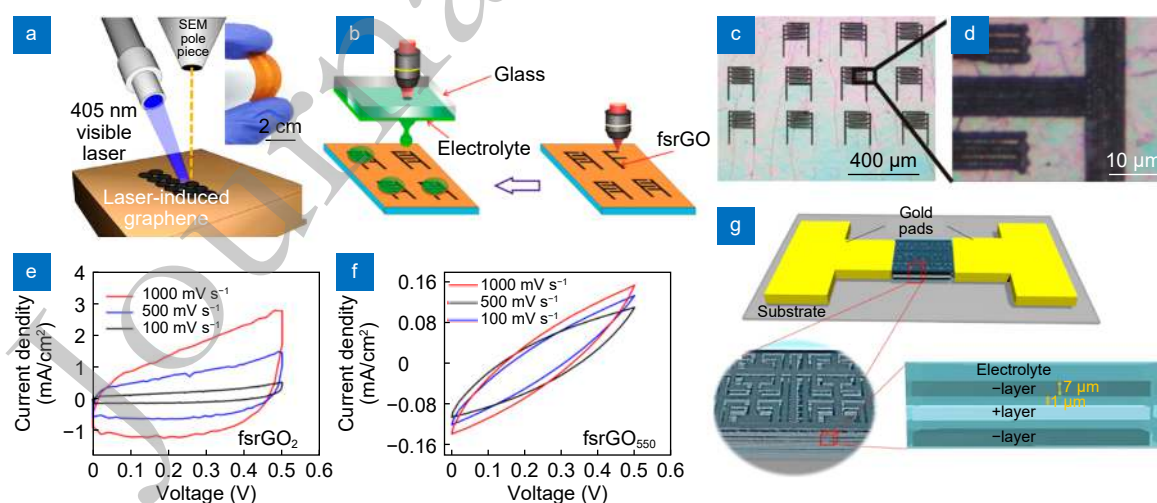 a
SEM
pole
piece
405 nm
visible
laser
2 cm
Laser-induced
graphene
b
Glass
Electrolyte
fsrGO
c
400 μm
d
10 μm
e
Current dendity
(mA/cm²)
4
3
2
1
0
−1
1000 mV s⁻¹
500 mV s⁻¹
100 mV s⁻¹
fsrGO₂
0 0.1 0.2 0.3 0.4 0.5 0.6
Voltage (V)
f
Current density
(mA/cm²)
0.16
0.08
0
−0.08
−0.16
1000 mV s⁻¹
500 mV s⁻¹
100 mV s⁻¹
fsrGO₅₅₀
0 0.1 0.2 0.3 0.4 0.5 0.6
Voltage (V)
g
Gold
pads
Substrate
Electrolyte
−layer
7 μm
1 μm
+layer
−layer
Journa